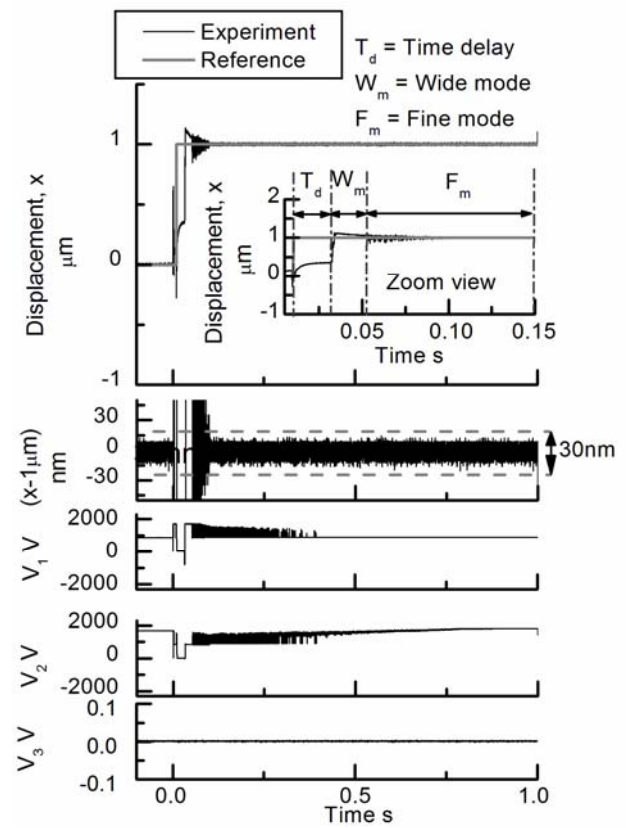 Experiment
Reference
T_d = Time delay
W_m = Wide mode
F_m = Fine mode
Displacement, x
μm
1
0
-1
Displacement, x
μm
T_d W_m F_m
2
1
0
-1
Zoom view
0.05 0.10 0.15
Time s
(x-1μm)
nm
30
0
-30
30nm
V_1 V
2000
0
-2000
V_2 V
2000
0
-2000
V_3 V
0.1
0.0
-0.1
0.0 0.5 1.0
Time s